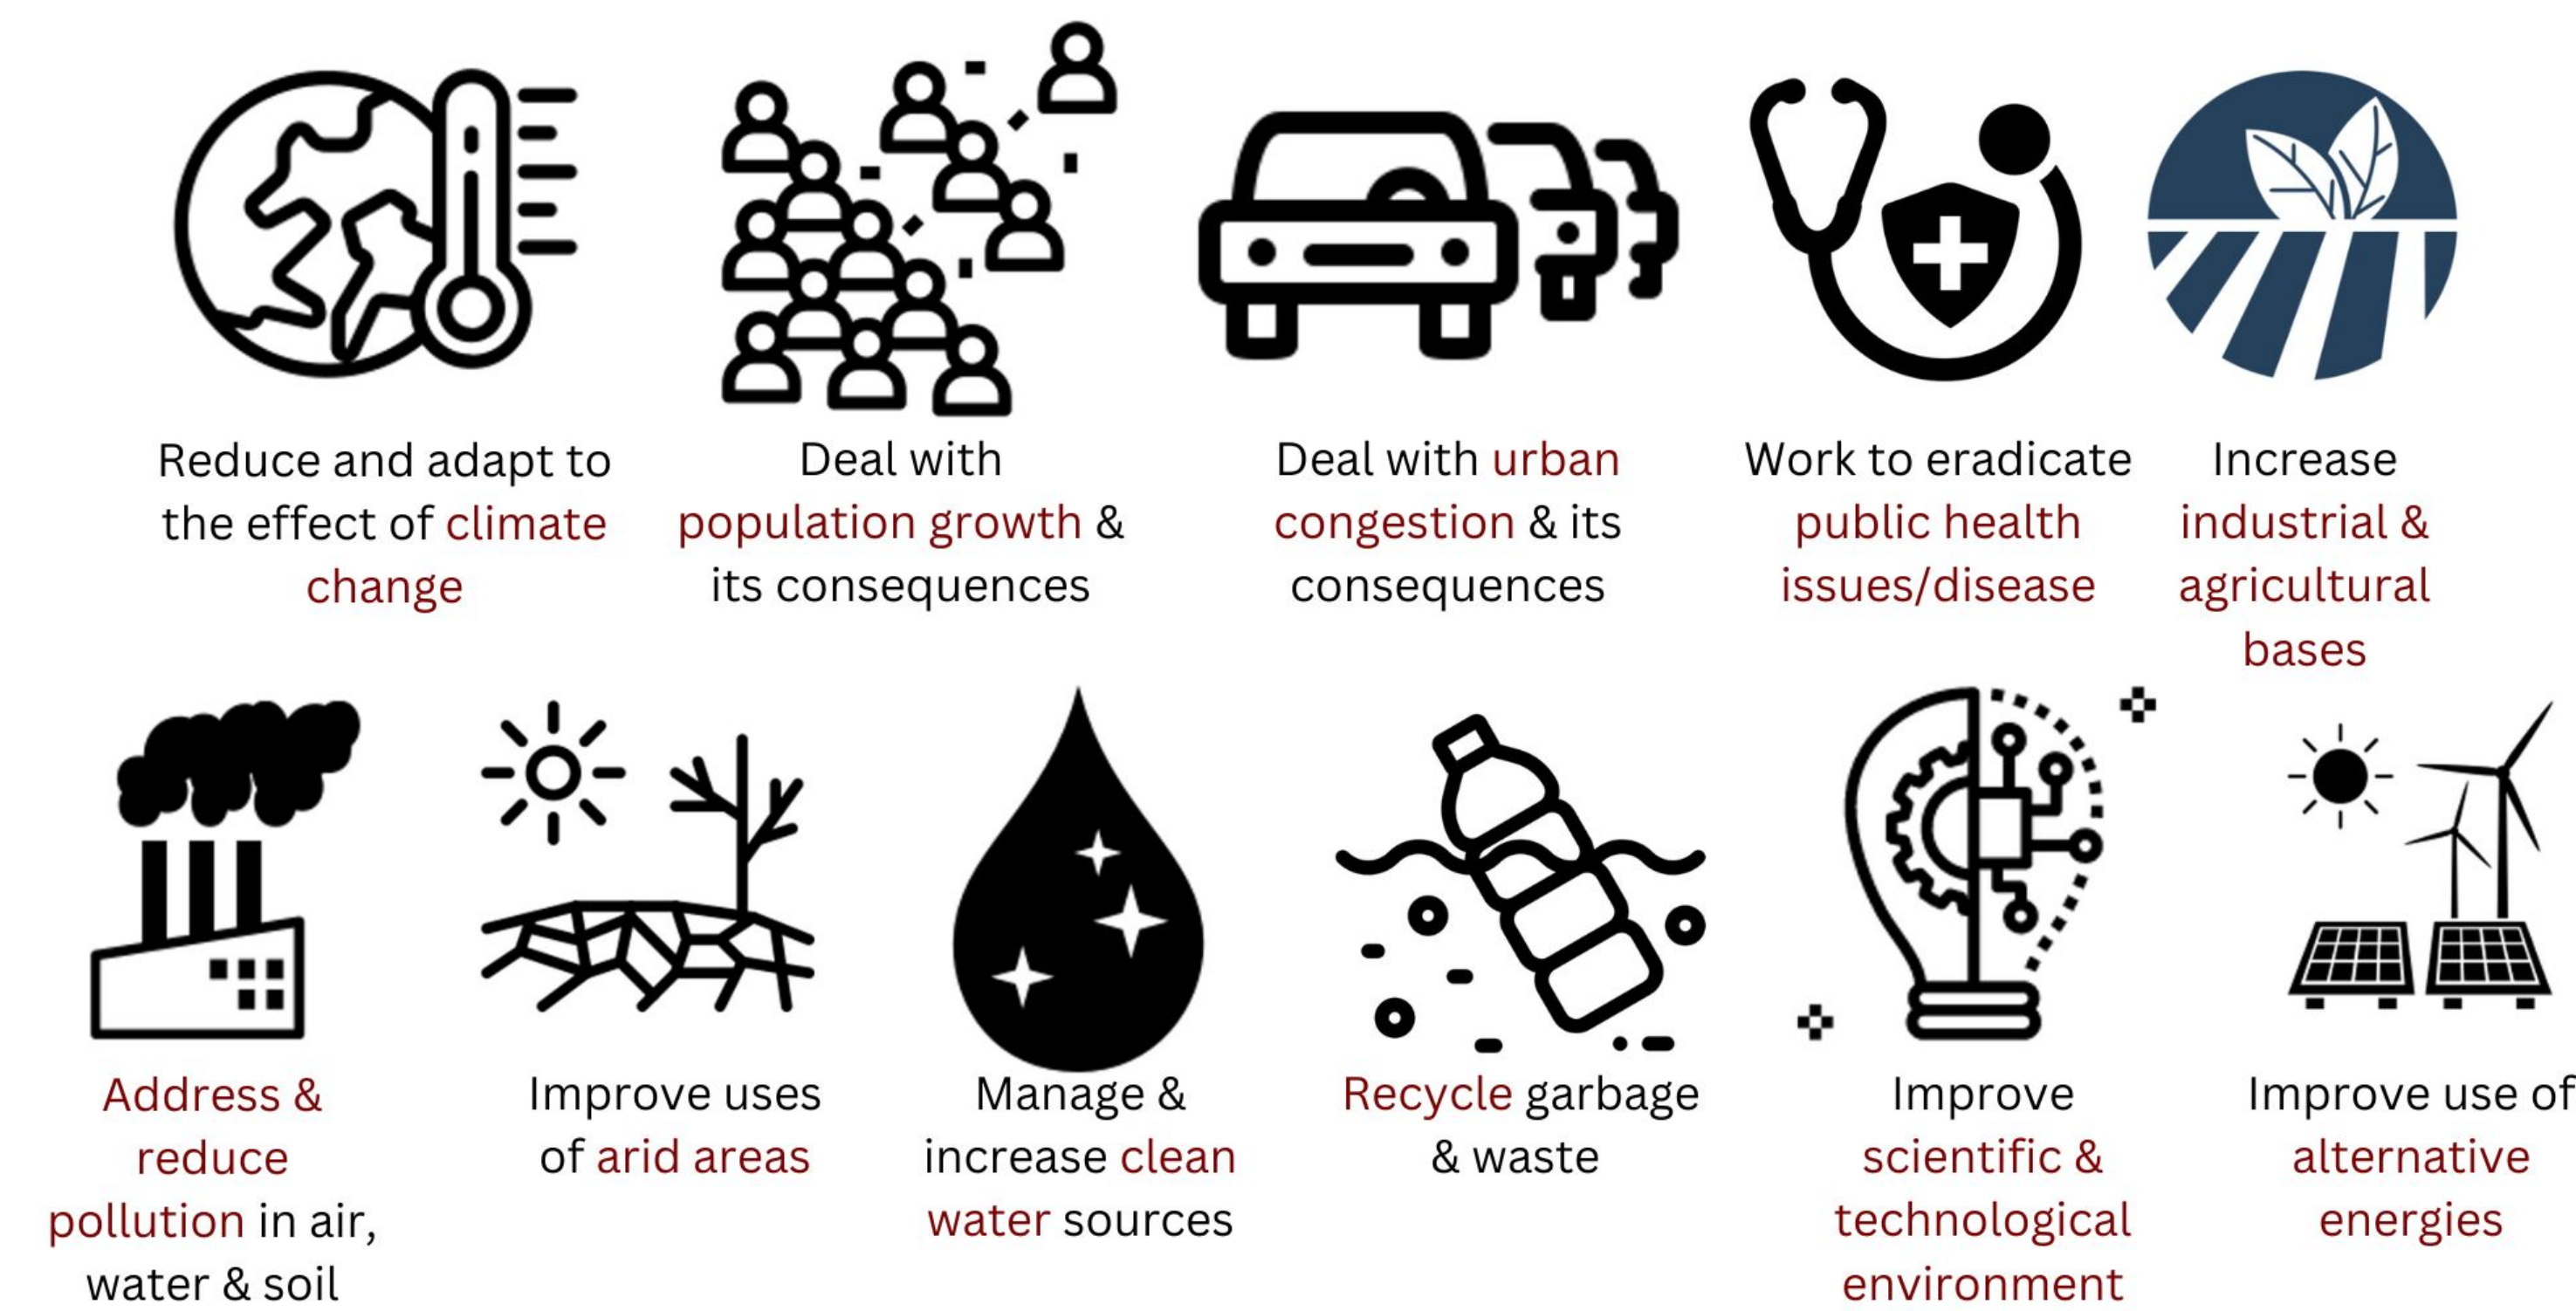 Reduce and adapt to
the effect of climate
change
Deal with
population growth &
its consequences
Deal with urban
congestion & its
consequences
Work to eradicate
public health
issues/disease
Increase
industrial &
agricultural
bases
Address &
reduce
pollution in air,
water & soil
Improve uses
of arid areas
Manage &
increase clean
water sources
Recycle garbage
& waste
Improve
scientific &
technological
environment
Improve use of
alternative
energies